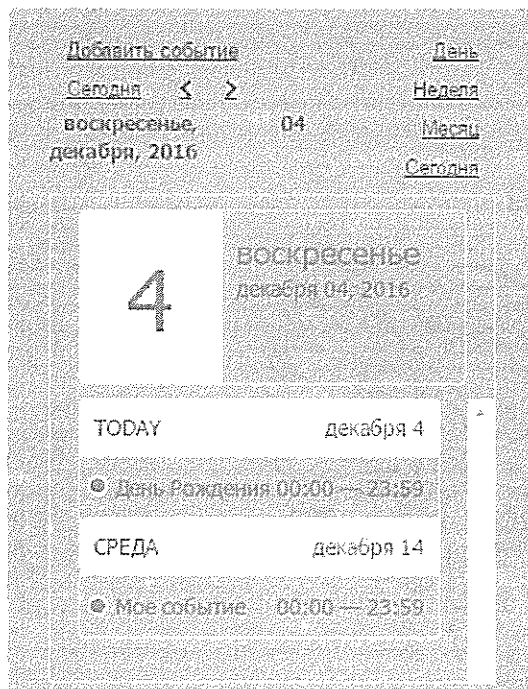 Добавить событие День
Сегодня < > Неделя
воскресенье, 04 Месяц
декабря, 2016
Сегодня
4
воскресенье
декабря 04, 2016
TODAY декабря 4
День Рождения 00:00 — 23:59
СРЕДА декабря 14
Мое событие 00:00 — 23:59